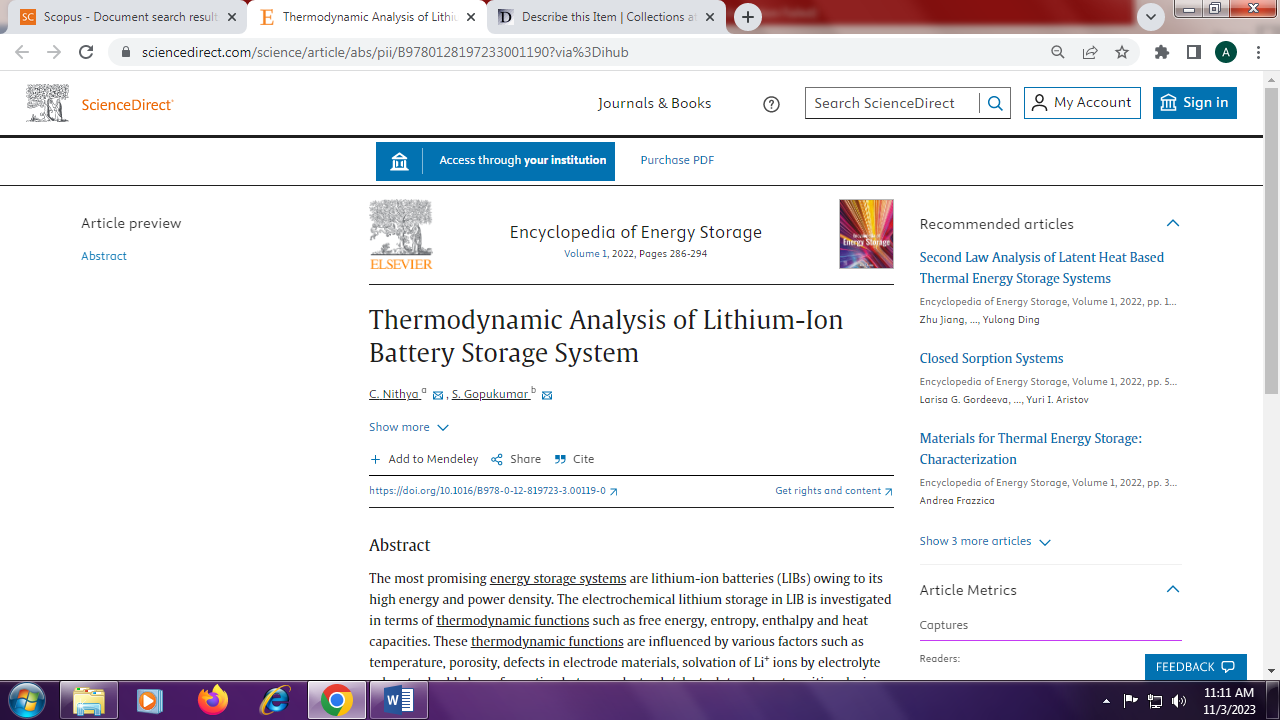 SC Scopus - Document search result
Thermodynamic Analysis of Lithiu
Describe this Item | Collections a
sciencedirect.com/science/article/abs/pii/B9780128197233001190?via%3Dihub
A
ScienceDirect
Journals & Books
?
Search ScienceDirect
My Account
Sign in
Access through your institution
Purchase PDF
Article preview
Abstract
ELSEVIER
Encyclopedia of Energy Storage
Volume 1, 2022, Pages 286-294
Energy Storage
Thermodynamic Analysis of Lithium-Ion
Battery Storage System
C. Nithya a , S. Gopukumar b
Show more
Add to Mendeley Share Cite
https://doi.org/10.1016/B978-0-12-819723-3.00119-0
Get rights and content
Abstract
The most promising energy storage systems are lithium-ion batteries (LIBs) owing to its
high energy and power density. The electrochemical lithium storage in LIB is investigated
in terms of thermodynamic functions such as free energy, entropy, enthalpy and heat
capacities. These thermodynamic functions are influenced by various factors such as
temperature, porosity, defects in electrode materials, solvation of Li+ ions by electrolyte
Recommended articles
Second Law Analysis of Latent Heat Based
Thermal Energy Storage Systems
Encyclopedia of Energy Storage, Volume 1, 2022, pp. 1...
Zhu Jiang, ..., Yulong Ding
Closed Sorption Systems
Encyclopedia of Energy Storage, Volume 1, 2022, pp. 5...
Larisa G. Gordeeva, ..., Yuri I. Aristov
Materials for Thermal Energy Storage:
Characterization
Encyclopedia of Energy Storage, Volume 1, 2022, pp. 3...
Andrea Frazzica
Show 3 more articles
Article Metrics
Captures
Readers:
FEEDBACK
11:11 AM
11/3/2023